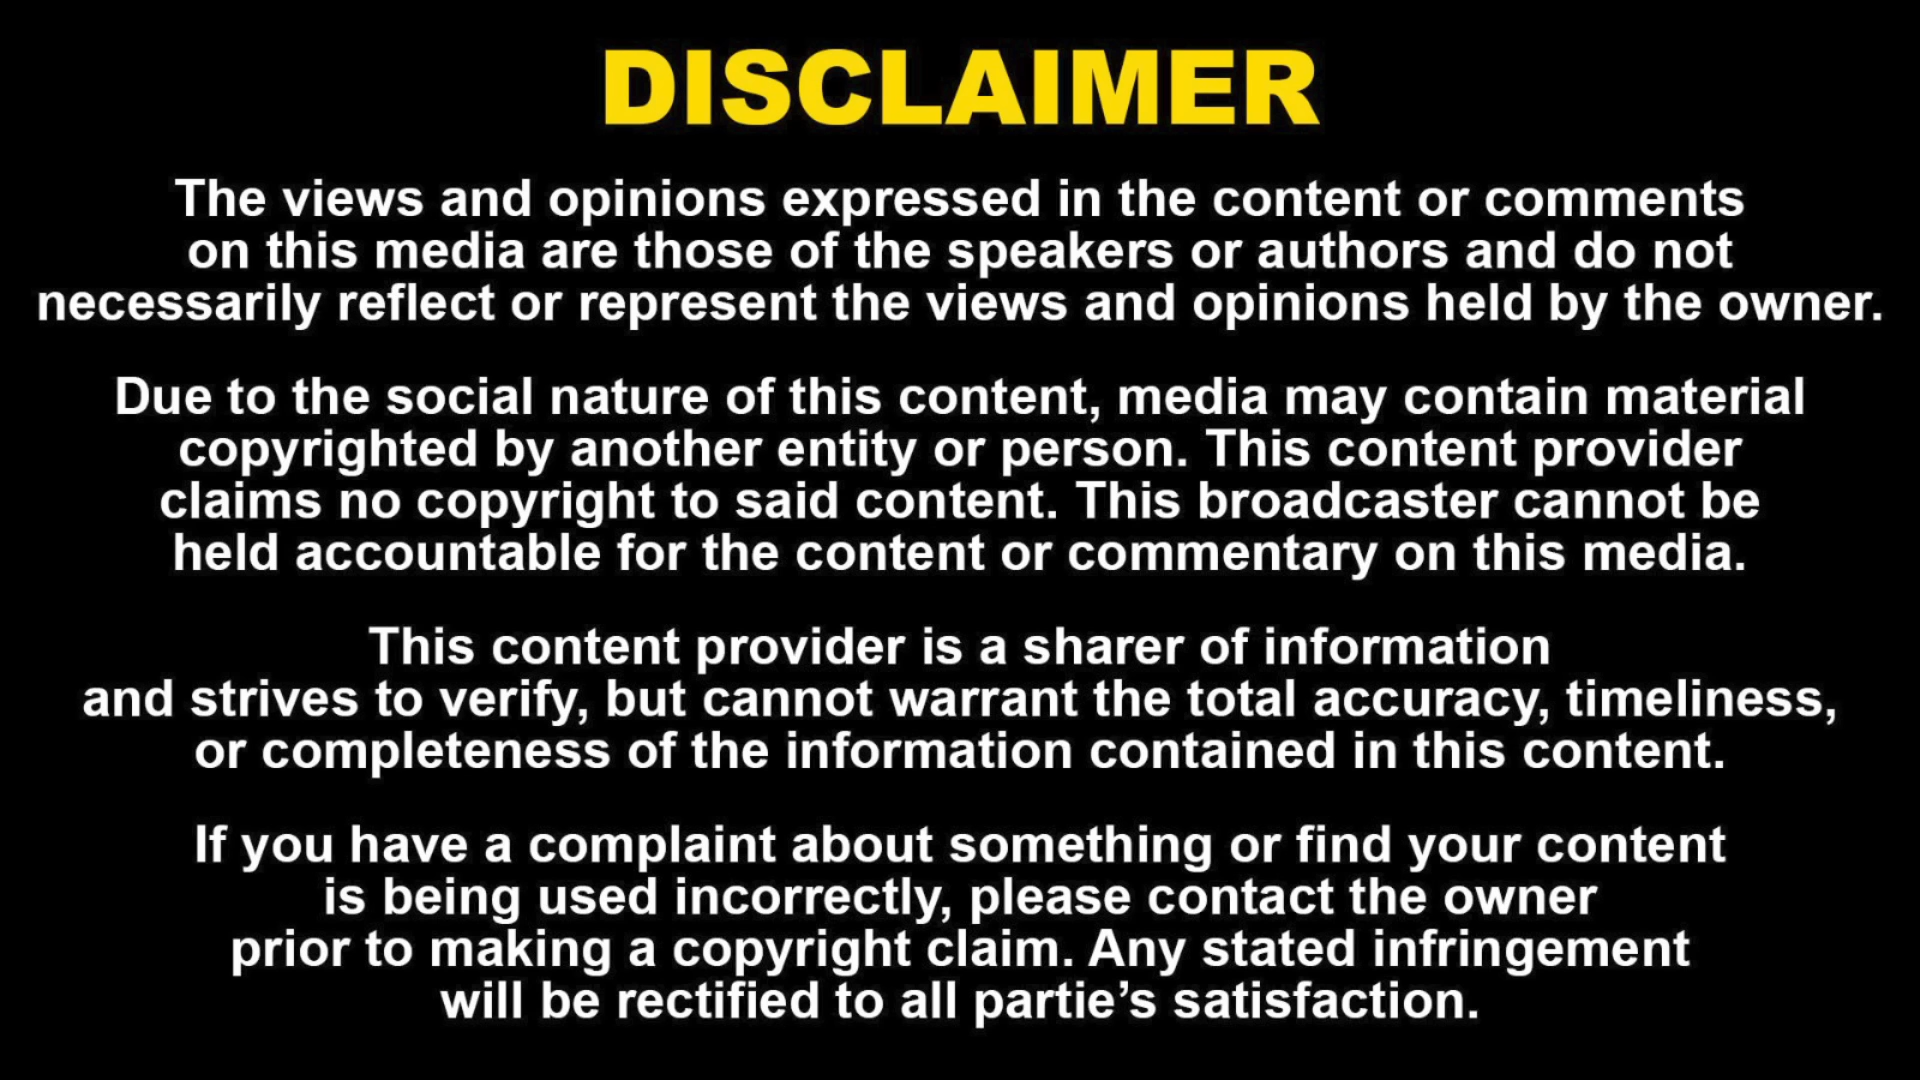 DISCLAIMER
The views and opinions expressed in the content or comments
on this media are those of the speakers or authors and do not
necessarily reflect or represent the views and opinions held by the owner.
Due to the social nature of this content, media may contain material
copyrighted by another entity or person. This content provider
claims no copyright to said content. This broadcaster cannot be
held accountable for the content or commentary on this media.
This content provider is a sharer of information
and strives to verify, but cannot warrant the total accuracy, timeliness,
or completeness of the information contained in this content.
If you have a complaint about something or find your content
is being used incorrectly, please contact the owner
prior to making a copyright claim. Any stated infringement
will be rectified to all partie’s satisfaction.